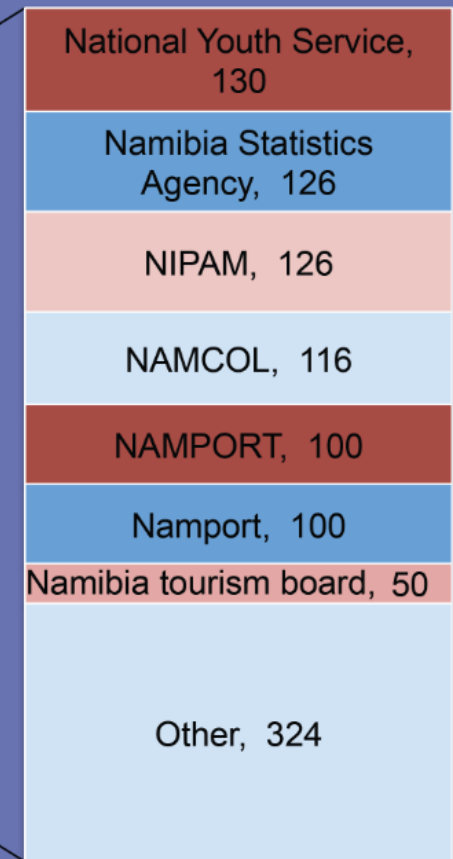 National Youth Service,
130
Namibia Statistics
Agency, 126
NIPAM, 126
NAMCOL, 116
NAMPORT, 100
Namport, 100
Namibia tourism board, 50
Other, 324